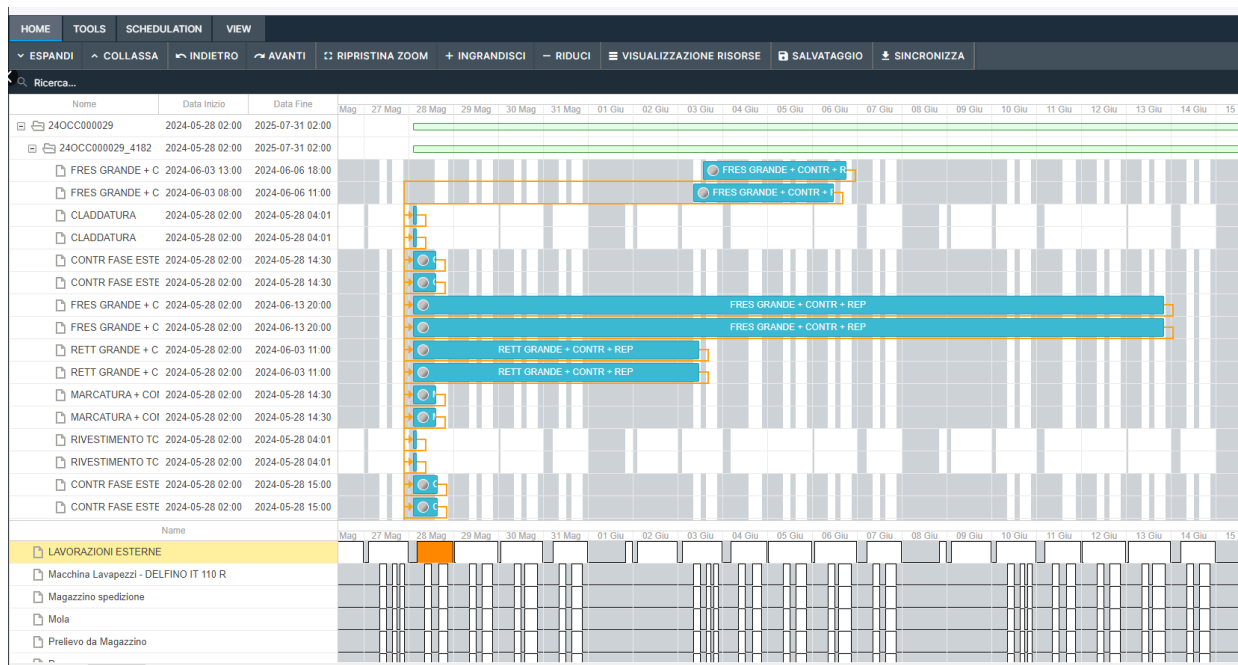 HOME TOOLS SCHEDULATION VIEW
ESPANDI COLLASSA INDIETRO AVANTI RIPRISTINA ZOOM INGRANDISCI RIDUCI VISUALIZZAZIONE RISORSE SALVATAGGIO SINCRONIZZA
Ricerca...
Nome Data Inizio Data Fine Mag 27 Mag 28 Mag 29 Mag 30 Mag 31 Mag 01 Giu 02 Giu 03 Giu 04 Giu 05 Giu 06 Giu 07 Giu 08 Giu 09 Giu 10 Giu 11 Giu 12 Giu 13 Giu 14 Giu 15
24OCC000029 2024-05-28 02:00 2025-07-31 02:00
24OCC000029_4182 2024-05-28 02:00 2025-07-31 02:00
FRES GRANDE + C 2024-06-03 13:00 2024-06-06 18:00 FRES GRANDE + CONTR + R
FRES GRANDE + C 2024-06-03 08:00 2024-06-06 11:00 FRES GRANDE + CONTR +
CLADDATURA 2024-05-28 02:00 2024-05-28 04:01
CLADDATURA 2024-05-28 02:00 2024-05-28 04:01
CONTR FASE ESTE 2024-05-28 02:00 2024-05-28 14:30
CONTR FASE ESTE 2024-05-28 02:00 2024-05-28 14:30
FRES GRANDE + C 2024-05-28 02:00 2024-06-13 20:00 FRES GRANDE + CONTR + REP
FRES GRANDE + C 2024-05-28 02:00 2024-06-13 20:00 FRES GRANDE + CONTR + REP
RETT GRANDE + C 2024-05-28 02:00 2024-06-03 11:00 RETT GRANDE + CONTR + REP
RETT GRANDE + C 2024-05-28 02:00 2024-06-03 11:00 RETT GRANDE + CONTR + REP
MARCATURA + COI 2024-05-28 02:00 2024-05-28 14:30
MARCATURA + COI 2024-05-28 02:00 2024-05-28 14:30
RIVESTIMENTO TC 2024-05-28 02:00 2024-05-28 04:01
RIVESTIMENTO TC 2024-05-28 02:00 2024-05-28 04:01
CONTR FASE ESTE 2024-05-28 02:00 2024-05-28 15:00
CONTR FASE ESTE 2024-05-28 02:00 2024-05-28 15:00
Name Mag 27 Mag 28 Mag 29 Mag 30 Mag 31 Mag 01 Giu 02 Giu 03 Giu 04 Giu 05 Giu 06 Giu 07 Giu 08 Giu 09 Giu 10 Giu 11 Giu 12 Giu 13 Giu 14 Giu 15
LAVORAZIONI ESTERNE
Macchina Lavapezzi - DELFINO IT 110 R
Magazzino spedizione
Mola
Prelievo da Magazzino